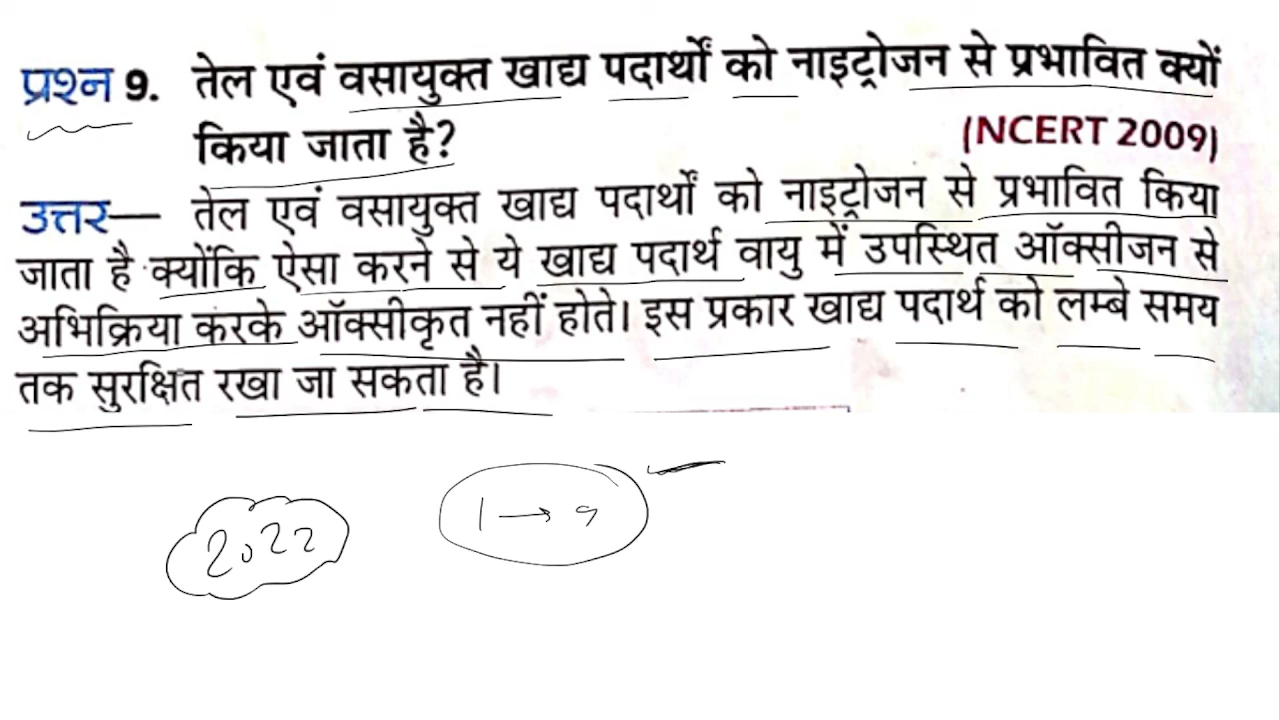 प्रश्न 9. तेल एवं वसायुक्त खाद्य पदार्थों को नाइट्रोजन से प्रभावित क्यों
किया जाता है? (NCERT 2009)
उत्तर— तेल एवं वसायुक्त खाद्य पदार्थों को नाइट्रोजन से प्रभावित किया
जाता है क्योंकि ऐसा करने से ये खाद्य पदार्थ वायु में उपस्थित ऑक्सीजन से
अभिक्रिया करके ऑक्सीकृत नहीं होते। इस प्रकार खाद्य पदार्थ को लम्बे समय
तक सुरक्षित रखा जा सकता है।
2022 1 → 9